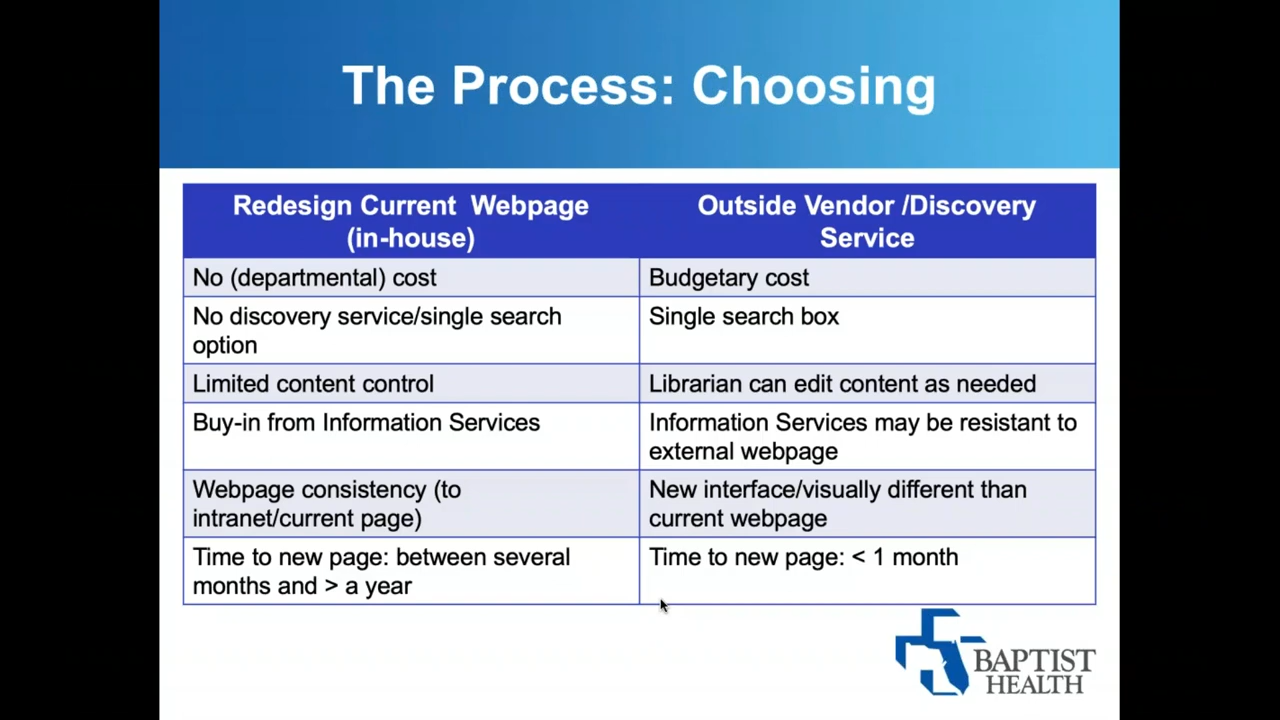 The Process: Choosing
Redesign Current  Webpage
(in-house)
Outside Vendor /Discovery
Service
No (departmental) cost
Budgetary cost
No discovery service/single search
option
Single search box
Limited content control
Librarian can edit content as needed
Buy-in from Information Services
Information Services may be resistant to
external webpage
Webpage consistency (to
intranet/current page)
New interface/visually different than
current webpage
Time to new page: between several
months and > a year
Time to new page: < 1 month
BAPTIST
HEALTH